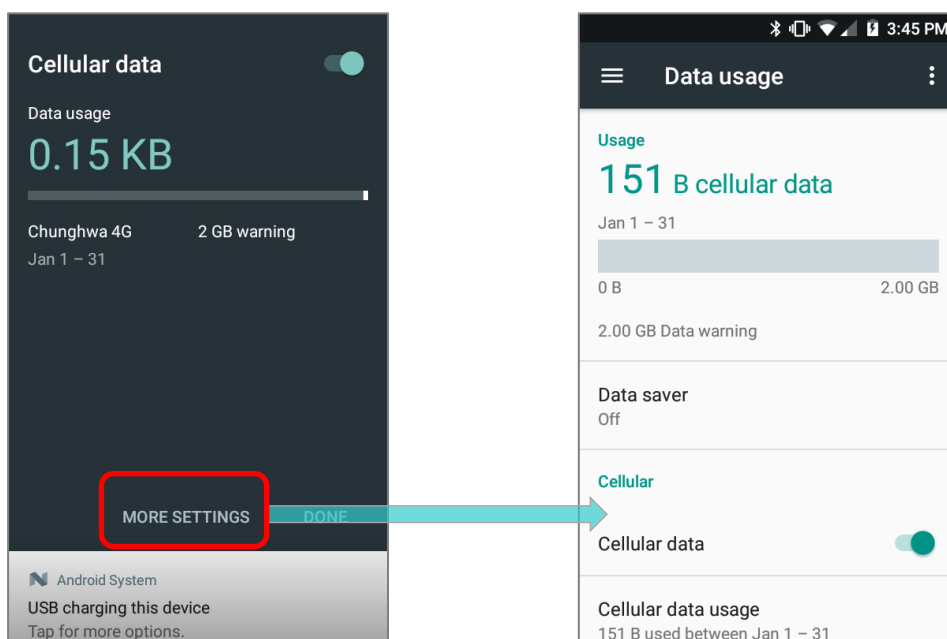 Cellular data
Data usage
0.15 KB
Chunghwa 4G 2 GB warning
Jan 1 – 31
MORE SETTINGS DONE
Android System
USB charging this device
Tap for more options.
3:45 PM
Data usage
Usage
151 B cellular data
Jan 1 – 31
0 B 2.00 GB
2.00 GB Data warning
Data saver
Off
Cellular
Cellular data
Cellular data usage
151 B used between Jan 1 – 31